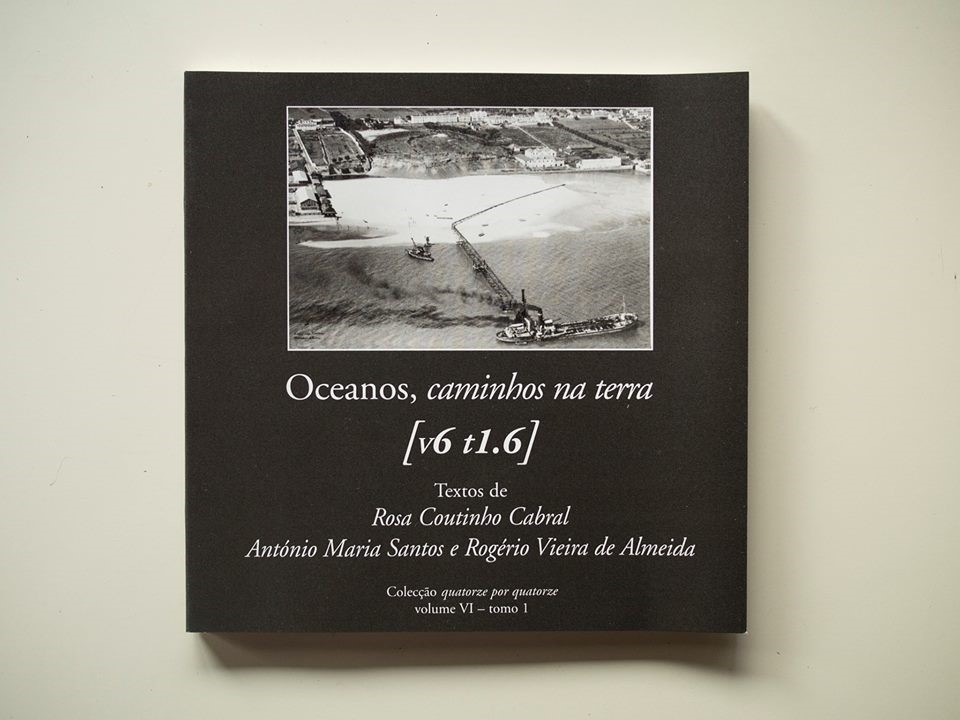 Oceanos, caminhos na terra
[v6 t1.6]
Textos de
Rosa Coutinho Cabral
António Maria Santos e Rogério Vieira de Almeida
Colecção quatorze por quatorze
volume VI – tomo 1